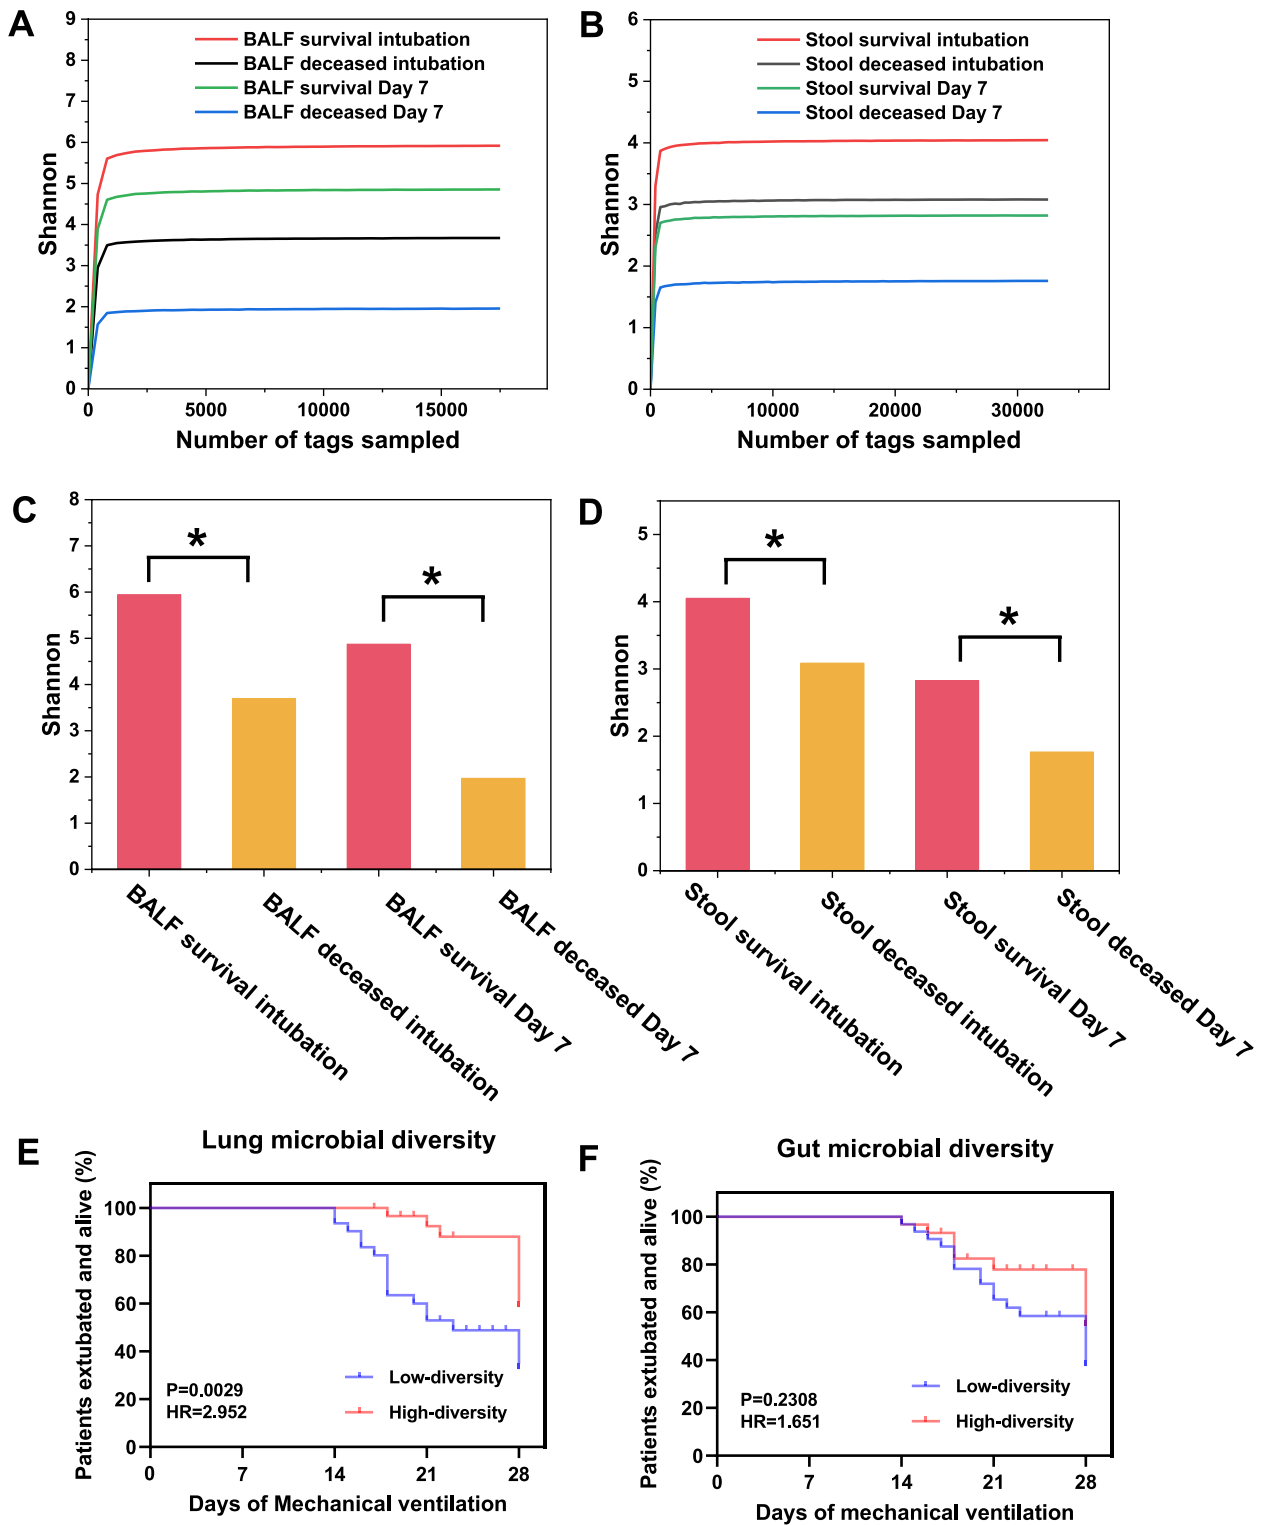 A
BALF survival intubation
BALF deceased intubation
BALF survival Day 7
BALF deceased Day 7
Shannon
9
8
7
6
5
4
3
2
1
0
0 5000 10000 15000
Number of tags sampled
B
Stool survival intubation
Stool deceased intubation
Stool survival Day 7
Stool deceased Day 7
Shannon
6
5
4
3
2
1
0
0 10000 20000 30000
Number of tags sampled
C
Shannon
8
7
6
5
4
3
2
1
0
*
*
BALF survival intubation
BALF deceased intubation
BALF survival Day 7
BALF deceased Day 7
D
Shannon
5
4
3
2
1
0
*
*
Stool survival intubation
Stool deceased intubation
Stool survival Day 7
Stool deceased Day 7
E
Lung microbial diversity
Patients extubated and alive (%)
100
80
60
40
20
0
P=0.0029
HR=2.952
Low-diversity
High-diversity
0 7 14 21 28
Days of Mechanical ventilation
F
Gut microbial diversity
Patients extubated and alive (%)
100
80
60
40
20
0
P=0.2308
HR=1.651
Low-diversity
High-diversity
0 7 14 21 28
Days of mechanical ventilation